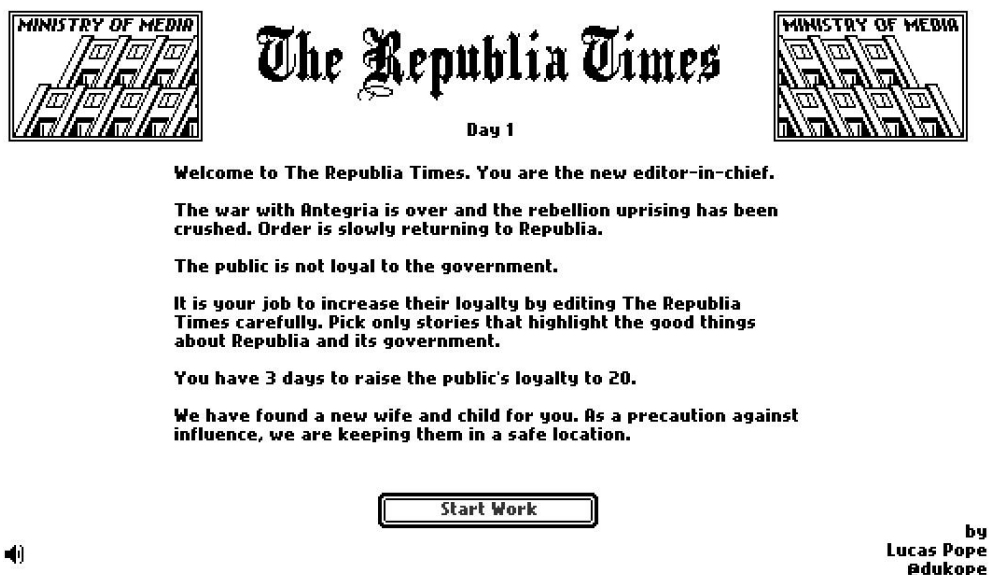 MINISTRY OF MEDIA
The Republia Times
MINISTRY OF MEDIA
Day 1
Welcome to The Republia Times. You are the new editor-in-chief.
The war with Antegria is over and the rebellion uprising has been
crushed. Order is slowly returning to Republia.
The public is not loyal to the government.
It is your job to increase their loyalty by editing The Republia
Times carefully. Pick only stories that highlight the good things
about Republia and its government.
You have 3 days to raise the public's loyalty to 20.
We have found a new wife and child for you. As a precaution against
influence, we are keeping them in a safe location.
Start Work
by
Lucas Pope
@dukope